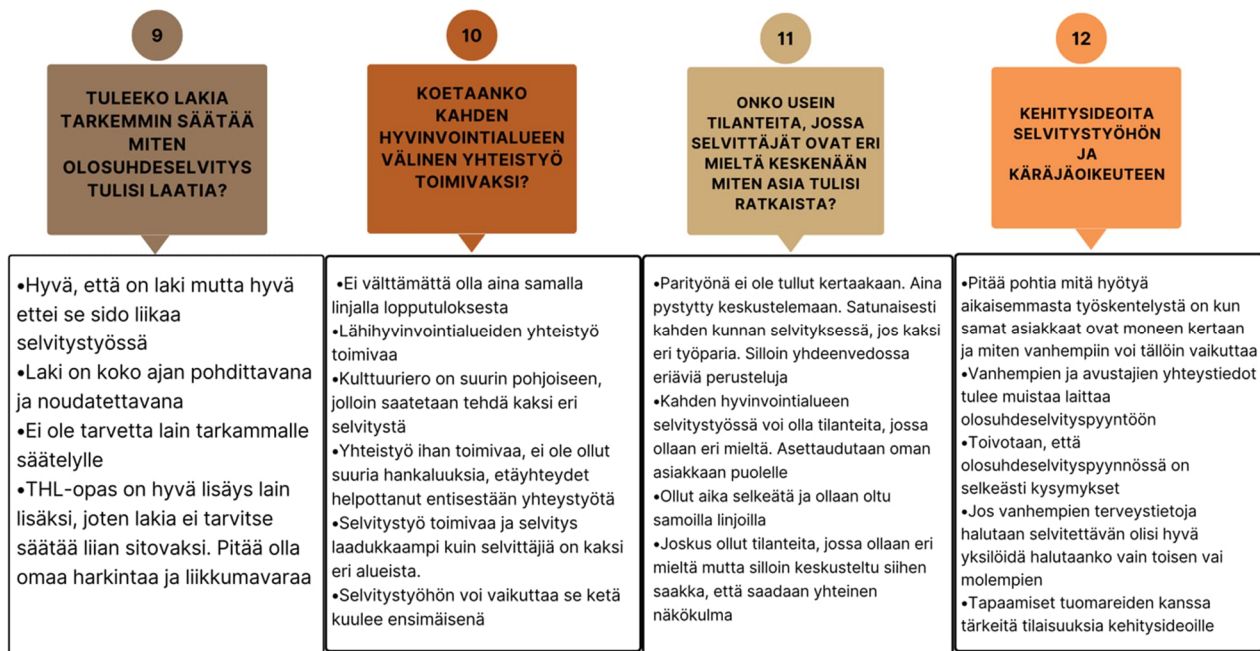 9
TULEEKO LAKIA
TARKEMMIN SÄÄTÄÄ
MITEN
OLOSUHDESELVITYS
TULISI LAATIA?
•Hyvä, että on laki mutta hyvä
ettei se sido liikaa
selvitystyössä
•Laki on koko ajan pohdittavana
ja noudatettavana
•Ei ole tarvetta lain tarkammalle
säätelylle
•THL-opas on hyvä lisäys lain
lisäksi, joten lakia ei tarvitse
säätää liian sitovaksi. Pitää olla
omaa harkintaa ja liikkumavaraa
10
KOETAANKO
KAHDEN
HYVINVOINTIALUEEN
VÄLINEN YHTEISTYÖ
TOIMIVAKSI?
•Ei välttämättä olla aina samalla
linjalla lopputuloksesta
•Lähihyvinvointialueiden yhteistyö
toimivaa
•Kulttuuriero on suurin pohjoiseen,
jolloin saatetaan tehdä kaksi eri
selvitystä
•Yhteistyö ihan toimivaa, ei ole ollut
suuria hankaluuksia, etäyhteydet
helpottanut entisestään yhteystyötä
•Selvitystyö toimivaa ja selvitys
laadukkaampi kuin selvittäjiä on kaksi
eri alueista.
•Selvitystyöhön voi vaikuttaa se ketä
kuulee ensimäisenä
11
ONKO USEIN
TILANTEITA, JOSSA
SELVITTÄJÄT OVAT ERI
MIELTÄ KESKENÄÄN
MITEN ASIA TULISI
RATKAISTA?
•Parityönä ei ole tullut kertaakaan. Aina
pystytty keskustelemaan. Satunaisesti
kahden kunnan selvityksessä, jos kaksi
eri työparia. Silloin yhdeenvedossa
eriäviä perusteluja
•Kahden hyvinvointialueen
selvitystyössä voi olla tilanteita, jossa
ollaan eri mieltä. Asettaudutaan oman
asiakkaan puolelle
•Ollut aika selkeätä ja ollaan oltu
samoilla linjoilla
•Joskus ollut tilanteita, jossa ollaan eri
mieltä mutta silloin keskusteltu siihen
saakka, että saadaan yhteinen
näkökulma
12
KEHITYSIDEOITA
SELVITYSTYÖHÖN
JA
KÄRÄJÄOIKEUTEEN
•Pitää pohtia mitä hyötyä
aikaisemmasta työskentelystä on kun
samat asiakkaat ovat moneen kertaan
ja miten vanhempiin voi tällöin vaikuttaa
•Vanhempien ja avustajien yhteystiedot
tulee muistaa laittaa
olosuhdeselvityspyyntöön
•Toivotaan, että
olosuhdeselvityspyynnössä on
selkeästi kysymykset
•Jos vanhempien terveystietoja
halutaan selvitettävän olisi hyvä
yksilöidä halutaanko vain toisen vai
molempien
•Tapaamiset tuomareiden kanssa
tärkeitä tilaisuuksia kehitysideoille